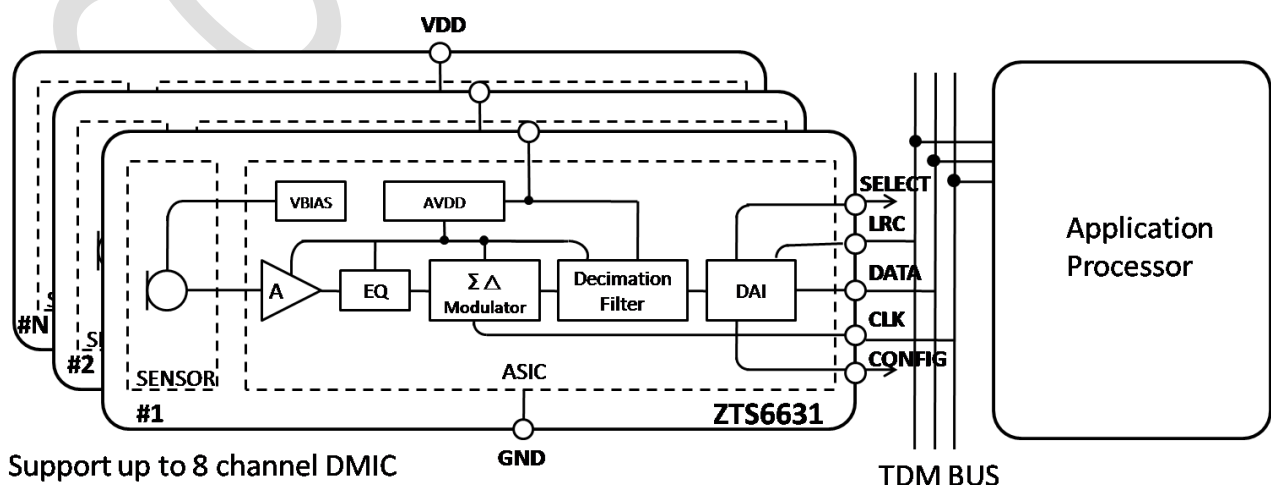 VDD
VBIAS
AVDD
SELECT
LRC
A
EQ
Σ Δ
Modulator
Decimation
Filter
DAI
DATA
CLK
CONFIG
#N
#2
SENSOR
ASIC
#1
ZTS6631
GND
Support up to 8 channel DMIC
Application
Processor
TDM BUS